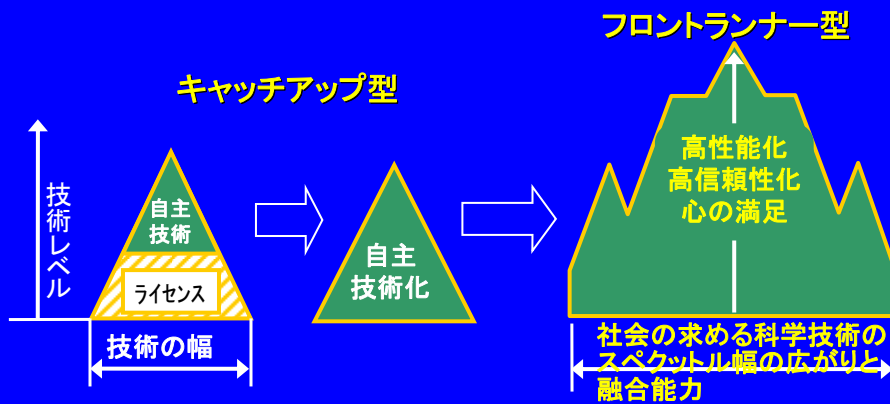 フロントランナー型
キャッチアップ型
技術レベル
自主
技術
ライセンス
技術の幅
自主
技術化
高性能化
高信頼性化
心の満足
社会の求める科学技術の
スペクットル幅の広がりと
融合能力